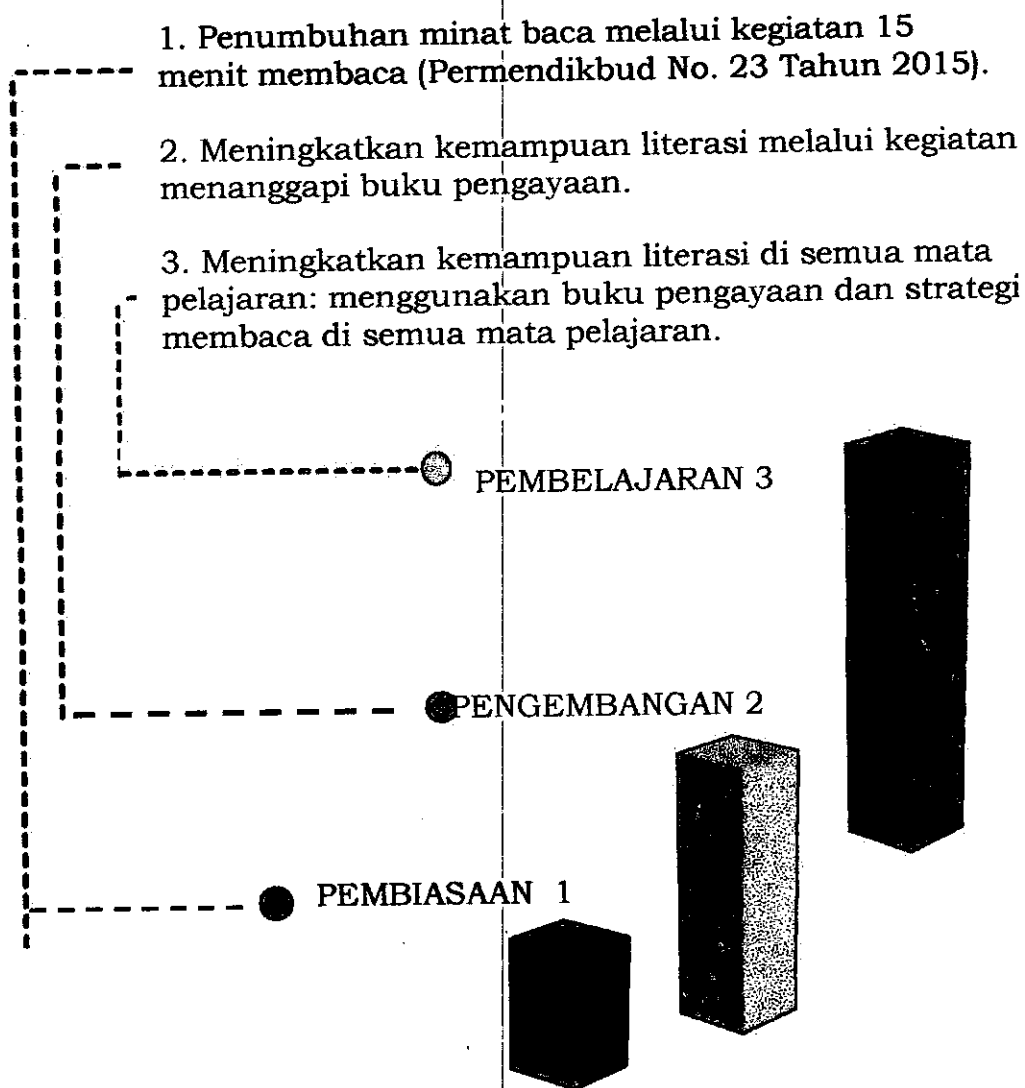 1. Penumbuhan minat baca melalui kegiatan 15
menit membaca (Permendikbud No. 23 Tahun 2015).
2. Meningkatkan kemampuan literasi melalui kegiatan
menanggapi buku pengayaan.
3. Meningkatkan kemampuan literasi di semua mata
pelajaran: menggunakan buku pengayaan dan strategi
membaca di semua mata pelajaran.
PEMBELAJARAN 3
PENGEMBANGAN 2
PEMBIASAAN 1